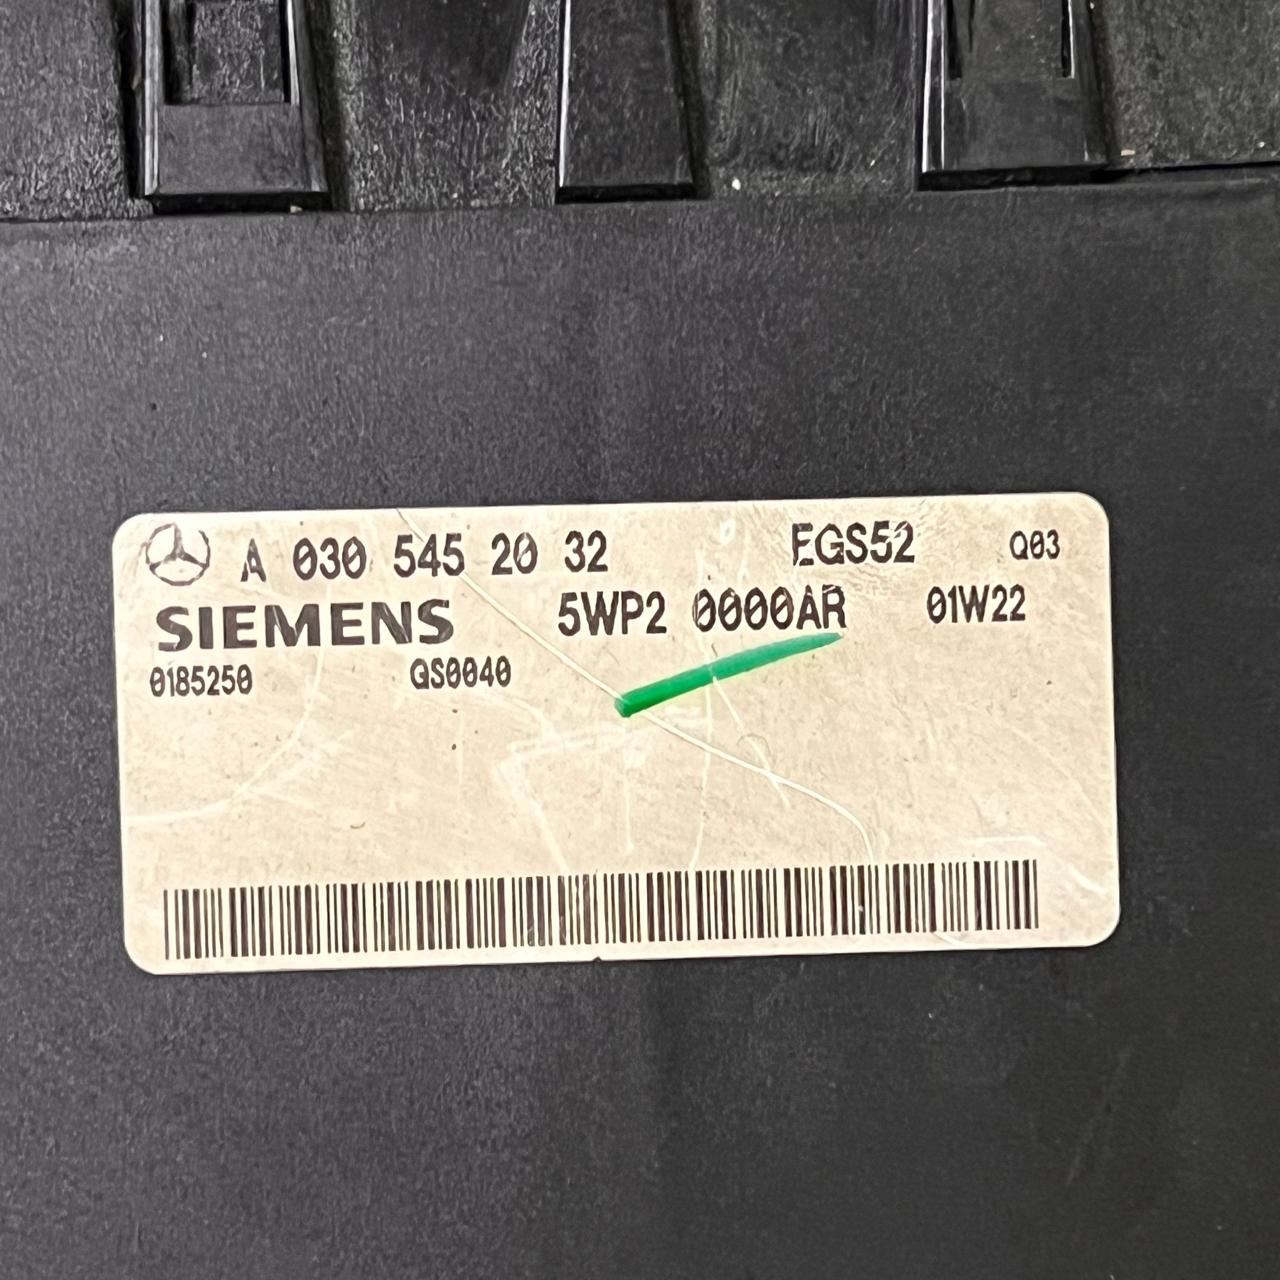 A 030 545 20 32 EGS52 Q03
SIEMENS 5WP2 0000AR 01W22
0185250 QS0040